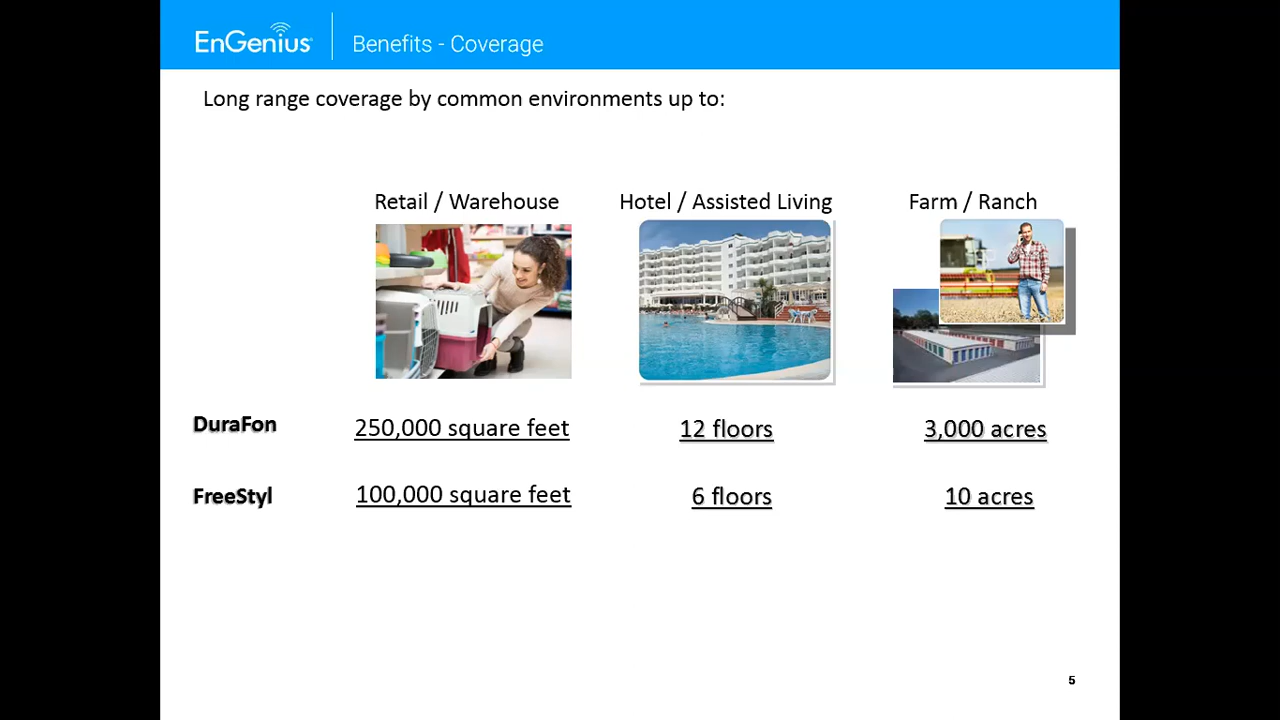 EnGenius®
Benefits - Coverage
Long range coverage by common environments up to:
Retail / Warehouse
Hotel / Assisted Living
Farm / Ranch
DuraFon
250,000 square feet
12 floors
3,000 acres
FreeStyl
100,000 square feet
6 floors
10 acres
5